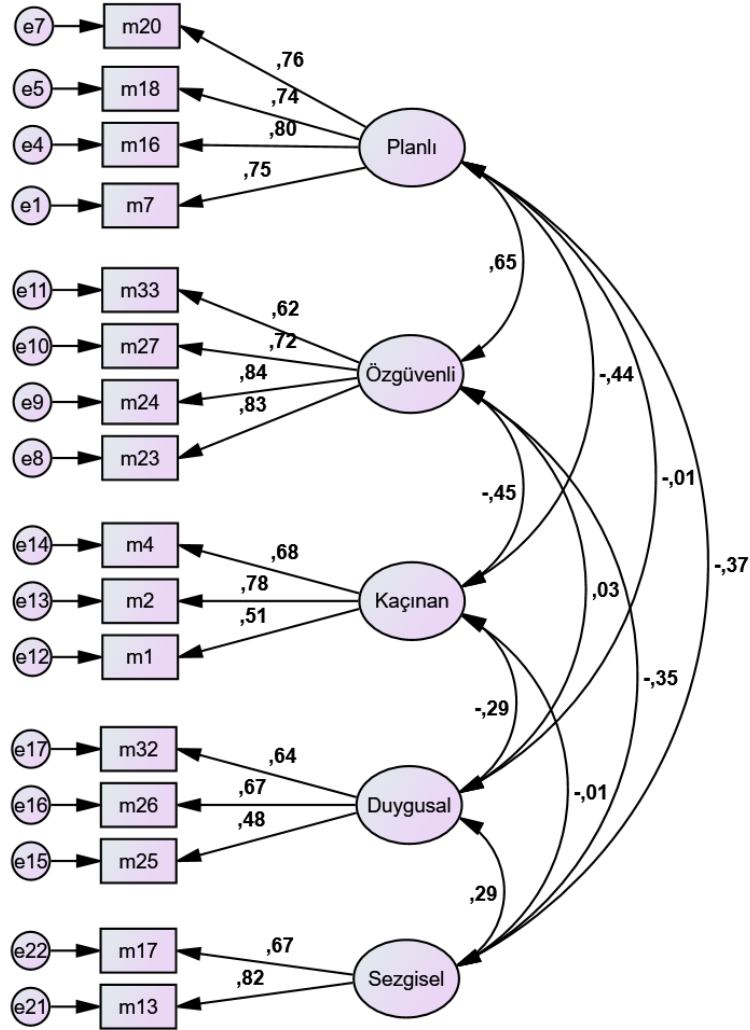 e7 m20 ,76
e5 m18 ,74
e4 m16 ,80 Planlı
e1 m7 ,75
,65
e11 m33 ,62
e10 m27 ,72 Özgüvenli -,44
e9 m24 ,84
e8 m23 ,83
-,45 -,01
e14 m4 ,68 -,37
e13 m2 ,78 Kaçınan ,03
e12 m1 ,51
-,35
-,29
e17 m32 ,64
e16 m26 ,67 Duygusal -,01
e15 m25 ,48
,29
e22 m17 ,67
e21 m13 ,82 Sezgisel